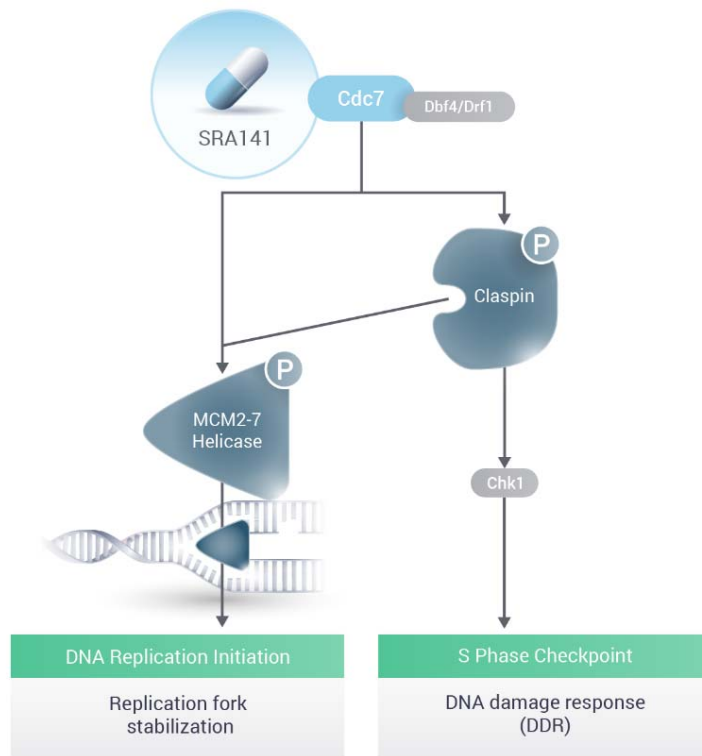 SRA141
Cdc7
Dbf4/Drf1
P
Claspin
P
MCM2-7
Helicase
Chk1
DNA Replication Initiation
Replication fork
stabilization
S Phase Checkpoint
DNA damage response
(DDR)